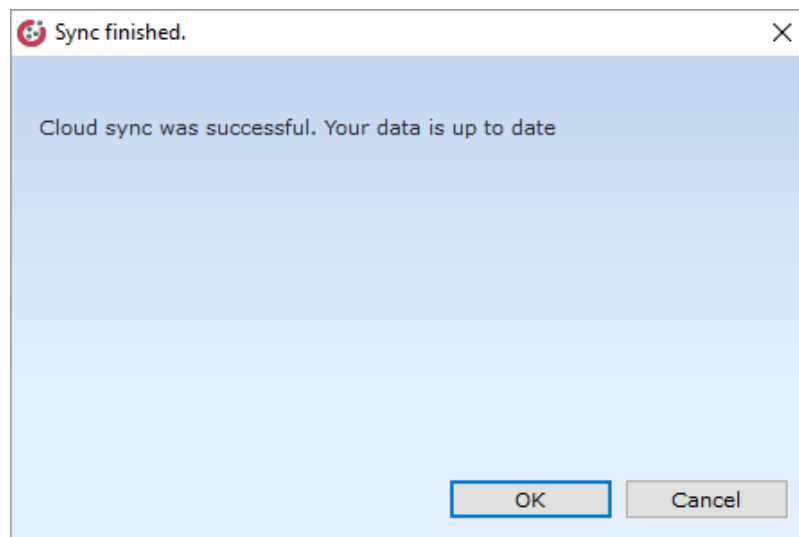 Sync finished.
Cloud sync was successful. Your data is up to date
OK
Cancel